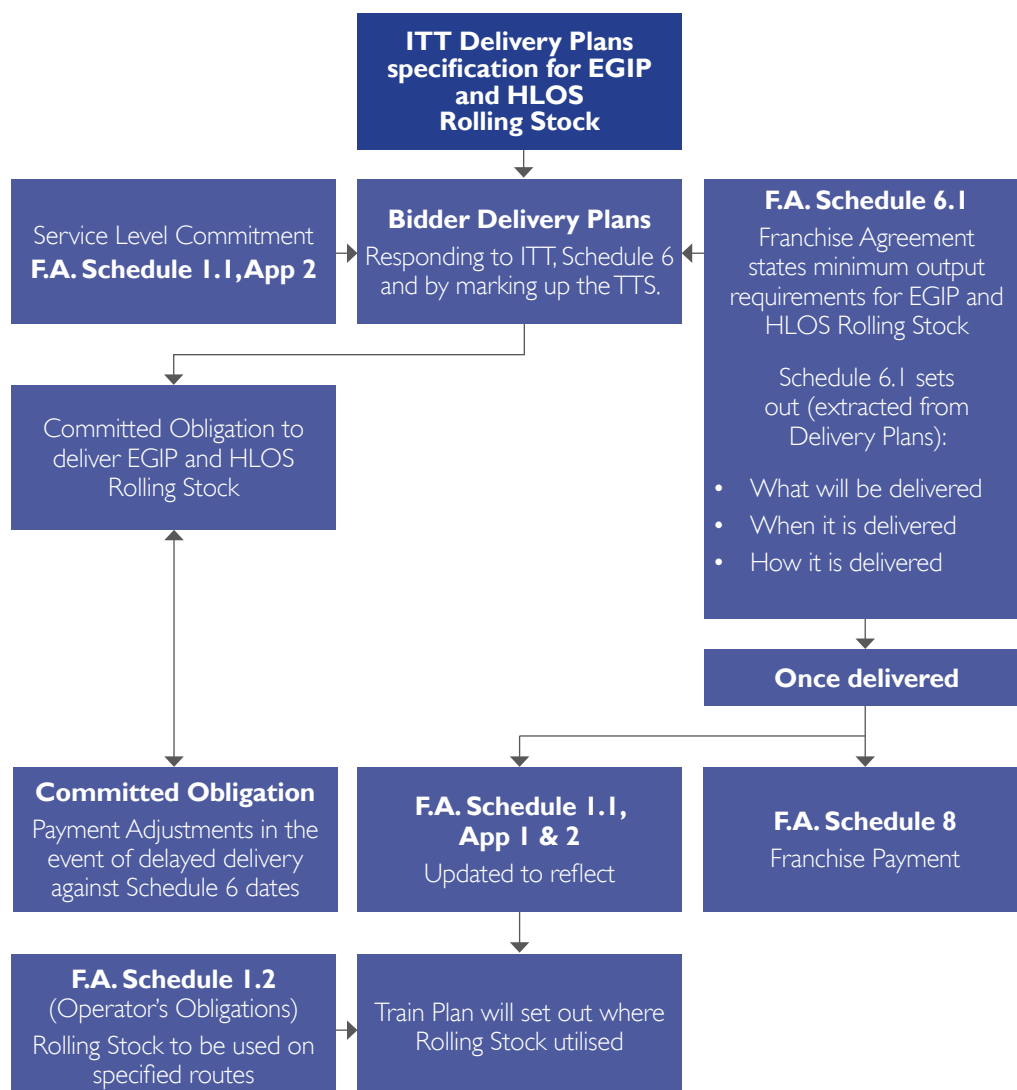 ITT Delivery Plans
specification for EGIP
and HLOS
Rolling Stock
Service Level Commitment
F.A. Schedule 1.1, App 2
Bidder Delivery Plans
Responding to ITT, Schedule 6
and by marking up the TTS.
F.A. Schedule 6.1
Franchise Agreement
states minimum output
requirements for EGIP and
HLOS Rolling Stock
Schedule 6.1 sets
out (extracted from
Delivery Plans):
• What will be delivered
• When it is delivered
• How it is delivered
Committed Obligation to
deliver EGIP and HLOS
Rolling Stock
Once delivered
Committed Obligation
Payment Adjustments in the
event of delayed delivery
against Schedule 6 dates
F.A. Schedule 1.1,
App 1 & 2
Updated to reflect
F.A. Schedule 8
Franchise Payment
F.A. Schedule 1.2
(Operator's Obligations)
Rolling Stock to be used on
specified routes
Train Plan will set out where
Rolling Stock utilised